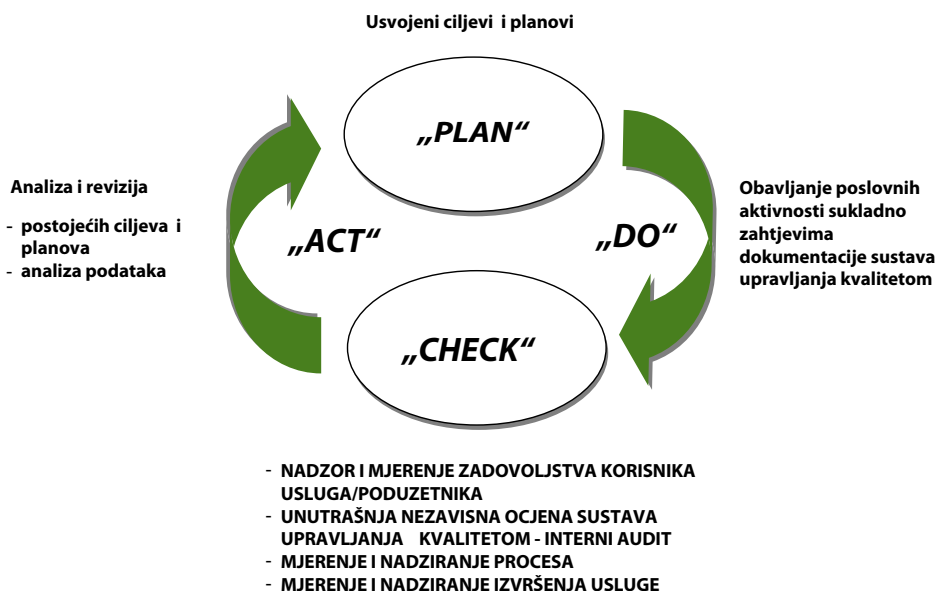 Usvojeni ciljevi i planovi
„PLAN“
Analiza i revizija
- postojećih ciljeva i
planova
- analiza podataka
„ACT“
„DO“
Obavljanje poslovnih
aktivnosti sukladno
zahtjevima
dokumentacije sustava
upravljanja kvalitetom
„CHECK“
- NADZOR I MJERENJE ZADOVOLJSTVA KORISNIKA
USLUGA/PODUZETNIKA
- UNUTRAŠNJA NEZAVISNA OCJENA SUSTAVA
UPRAVLJANJA KVALITETOM - INTERNI AUDIT
- MJERENJE I NADZIRANJE PROCESA
- MJERENJE I NADZIRANJE IZVRŠENJA USLUGE